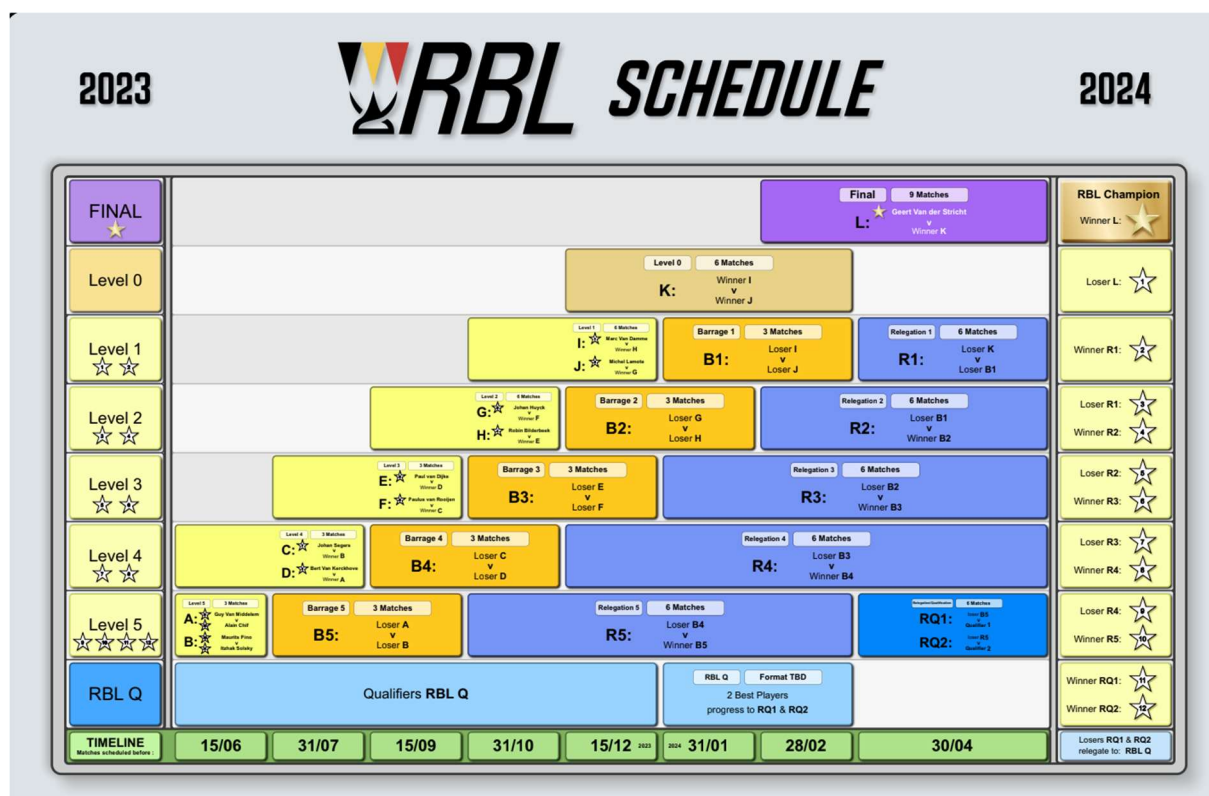 2023
RBL SCHEDULE
2024
FINAL
Final
9 Matches
L:
Geert Van der Stricht
v
Winner K
RBL Champion
Winner L:
Level 0
Level 0
6 Matches
K:
Winner I
v
Winner J
Loser L:
1
Level 1
1 2
Level 1
6 Matches
I:
Marc Van Damme
v
Winner H
J:
Michel Lamote
v
Winner G
Barrage 1
3 Matches
B1:
Loser I
v
Loser J
Relegation 1
6 Matches
R1:
Loser K
v
Loser B1
Winner R1:
2
Level 2
3 4
Level 2
6 Matches
G:
Johan Huyck
v
Winner F
H:
Robin Bilderbeek
v
Winner E
Barrage 2
3 Matches
B2:
Loser G
v
Loser H
Relegation 2
6 Matches
R2:
Loser B1
v
Winner B2
Loser R1:
3
Winner R2:
4
Level 3
5 6
Level 3
3 Matches
E:
Paul van Dijke
v
Winner D
F:
Paulus van Rooijen
v
Winner C
Barrage 3
3 Matches
B3:
Loser E
v
Loser F
Relegation 3
6 Matches
R3:
Loser B2
v
Winner B3
Loser R2:
5
Winner R3:
6
Level 4
7 8
Level 4
3 Matches
C:
Johan Segers
v
Winner B
D:
Bert Van Kerckhove
v
Winner A
Barrage 4
3 Matches
B4:
Loser C
v
Loser D
Relegation 4
6 Matches
R4:
Loser B3
v
Winner B4
Loser R3:
7
Winner R4:
Level 5
9 10 11 12
Level 5
3 Matches
A:
Guy Van Middelem
v
Alain Chif
B:
Maurits Pino
v
Itzhak Solsky
Barrage 5
3 Matches
B5:
Loser A
v
Loser B
Relegation 5
6 Matches
R5:
Loser B4
v
Winner B5
Relegation/Qualification
6 Matches
RQ1:
loser B5
v
Qualifier 1
RQ2:
loser R5
v
Qualifier 2
Loser R4:
9
Winner R5:
10
RBL Q
Qualifiers RBL Q
RBL Q
Format TBD
2 Best Players
progress to RQ1 & RQ2
Winner RQ1:
11
Winner RQ2:
12
TIMELINE
Matches scheduled before :
15/06
31/07
15/09
31/10
15/12 2023
2024 31/01
28/02
30/04
Losers RQ1 & RQ2
relegate to: RBL Q